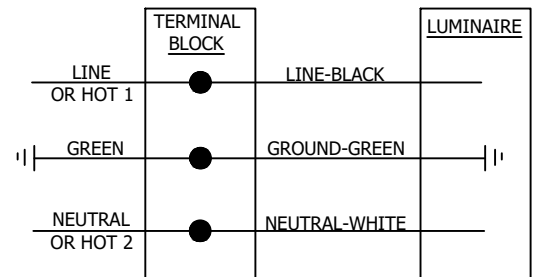 TERMINAL
BLOCK
LUMINAIRE
LINE
OR HOT 1
LINE-BLACK
GREEN
GROUND-GREEN
NEUTRAL
OR HOT 2
NEUTRAL-WHITE